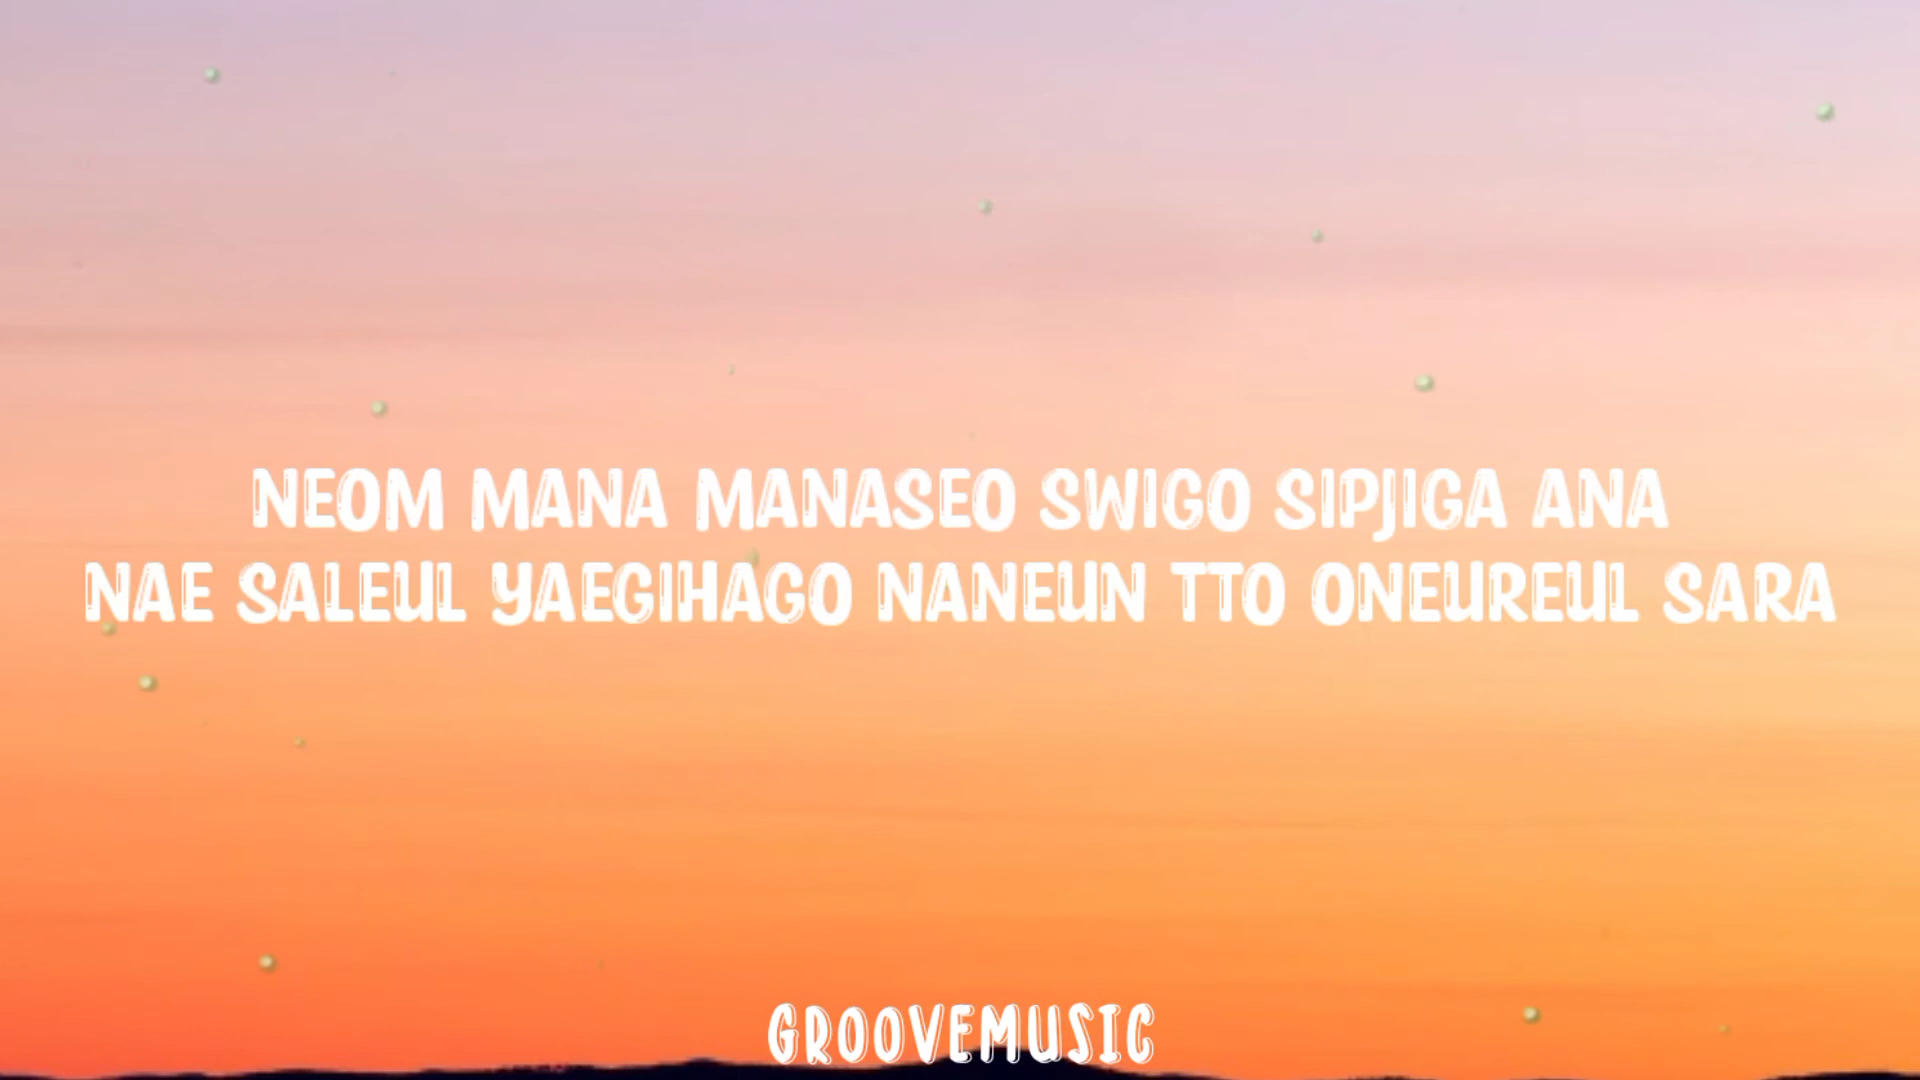 NEOM MANA MANASEO SWIGO SIPJIGA ANA
NAE SALEUL YAEGIHAGO NANEUN TTO ONEUREUL SARA
GROOVEMUSIC